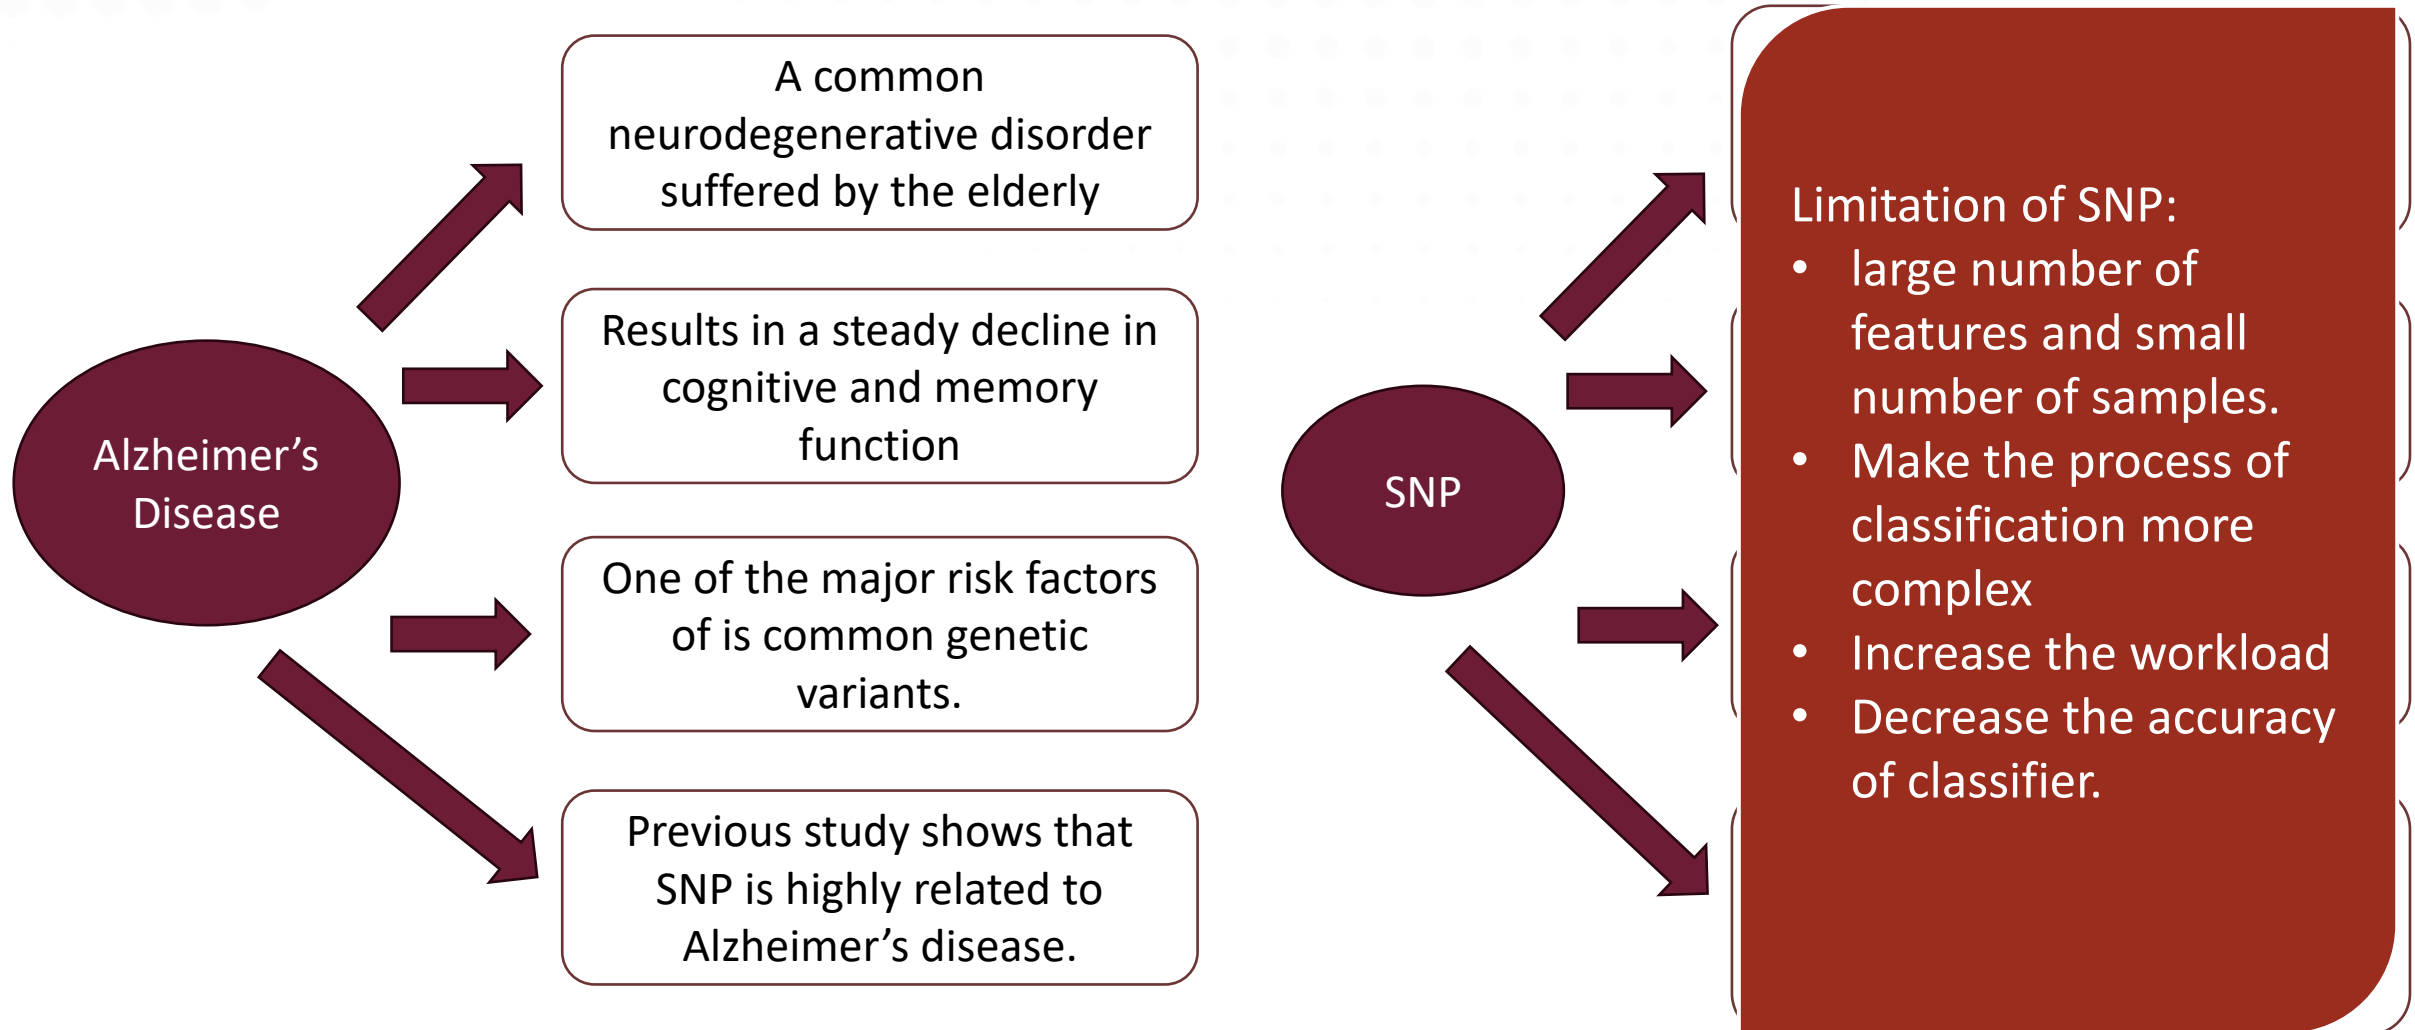 Alzheimer’s
Disease
A common
neurodegenerative disorder
suffered by the elderly
Results in a steady decline in
cognitive and memory
function
One of the major risk factors
of is common genetic
variants.
Previous study shows that
SNP is highly related to
Alzheimer’s disease.
SNP
Limitation of SNP:
• large number of
features and small
number of samples.
• Make the process of
classification more
complex
• Increase the workload
• Decrease the accuracy
of classifier.